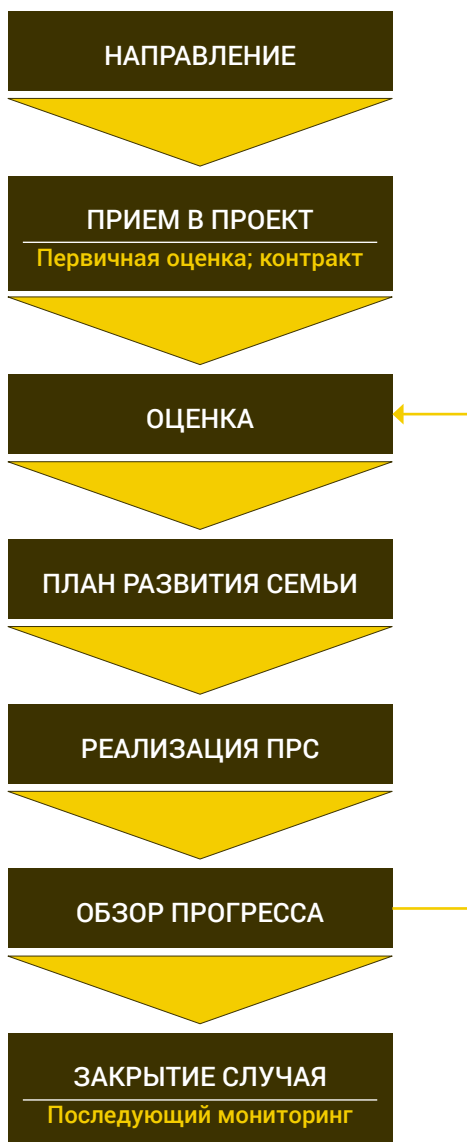 НАПРАВЛЕНИЕ
ПРИЕМ В ПРОЕКТ
Первичная оценка; контракт
ОЦЕНКА
ПЛАН РАЗВИТИЯ СЕМЬИ
РЕАЛИЗАЦИЯ ПРС
ОБЗОР ПРОГРЕССА
ЗАКРЫТИЕ СЛУЧАЯ
Последующий мониторинг